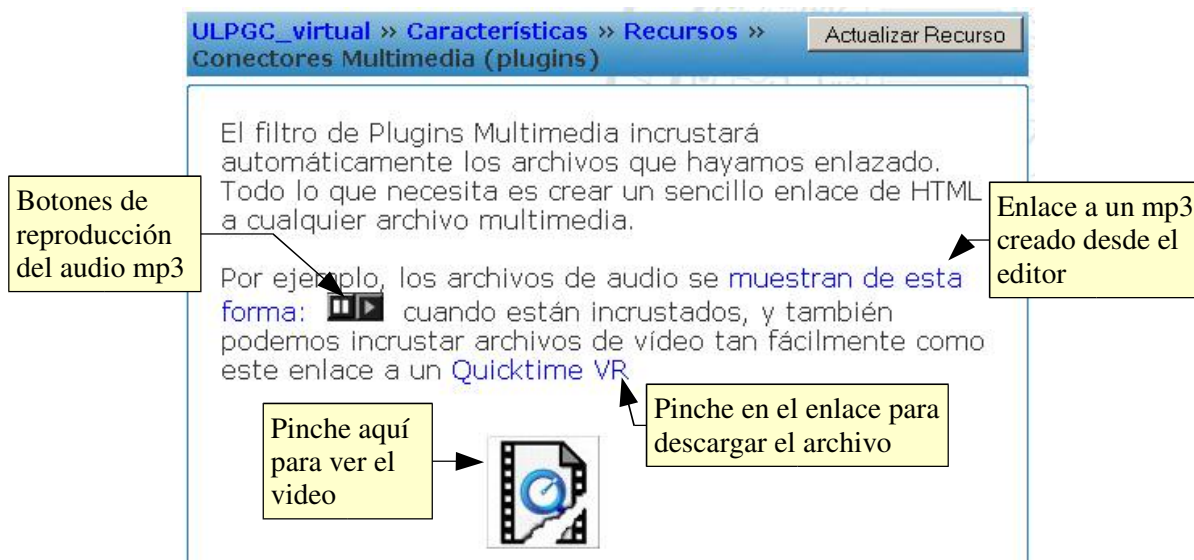 ULPGC_virtual » Características » Recursos »
Conectores Multimedia (plugins)
Actualizar Recurso
El filtro de Plugins Multimedia incrustará
automáticamente los archivos que hayamos enlazado.
Todo lo que necesita es crear un sencillo enlace de HTML
a cualquier archivo multimedia.
Botones de
reproducción
del audio mp3
Enlace a un mp3
creado desde el
editor
Por ejemplo, los archivos de audio se muestran de esta
forma: cuando están incrustados, y también
podemos incrustar archivos de vídeo tan fácilmente como
este enlace a un Quicktime VR
Pinche en el enlace para
descargar el archivo
Pinche aquí
para ver el
video